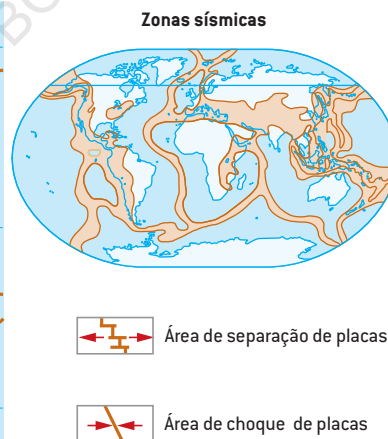 Zonas sísmicas
Área de separação de placas
Área de choque de placas